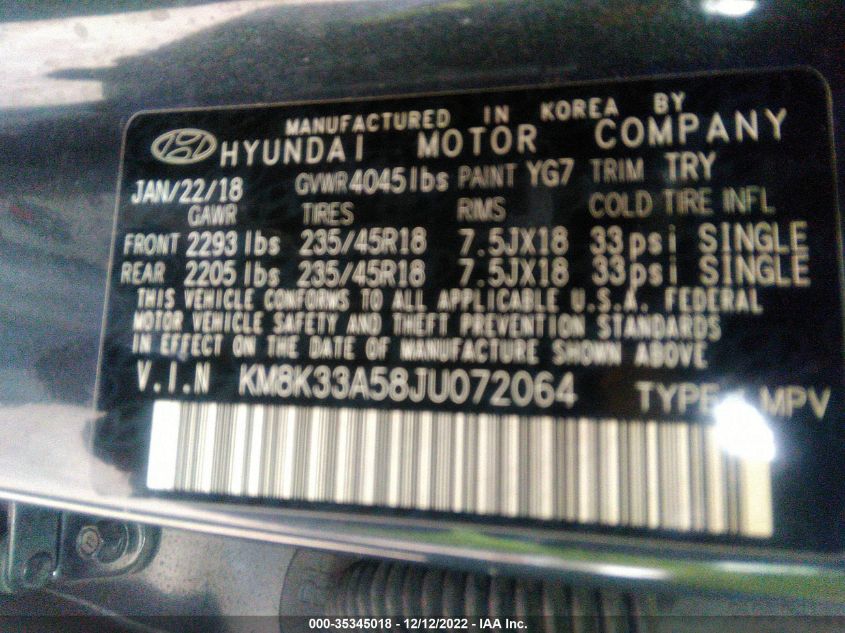 MANUFACTURED IN KOREA BY
HYUNDAI MOTOR COMPANY
JAN/22/18 GVWR 4045 lbs PAINT YG7 TRIM TRY
GAWR TIRES RMS COLD TIRE INFL
FRONT 2293 lbs 235/45R18 7.5JX18 33psi SINGLE
REAR 2205 lbs 235/45R18 7.5JX18 33psi SINGLE
THIS VEHICLE CONFORMS TO ALL APPLICABLE U.S.A. FEDERAL
MOTOR VEHICLE SAFETY AND THEFT PREVENTION STANDARDS
IN EFFECT ON THE DATE OF MANUFACTURE SHOWN ABOVE
V.I.N KM8K33A58JU072064 TYPE MPV
000-35345018 - 12/12/2022 - IAA Inc.